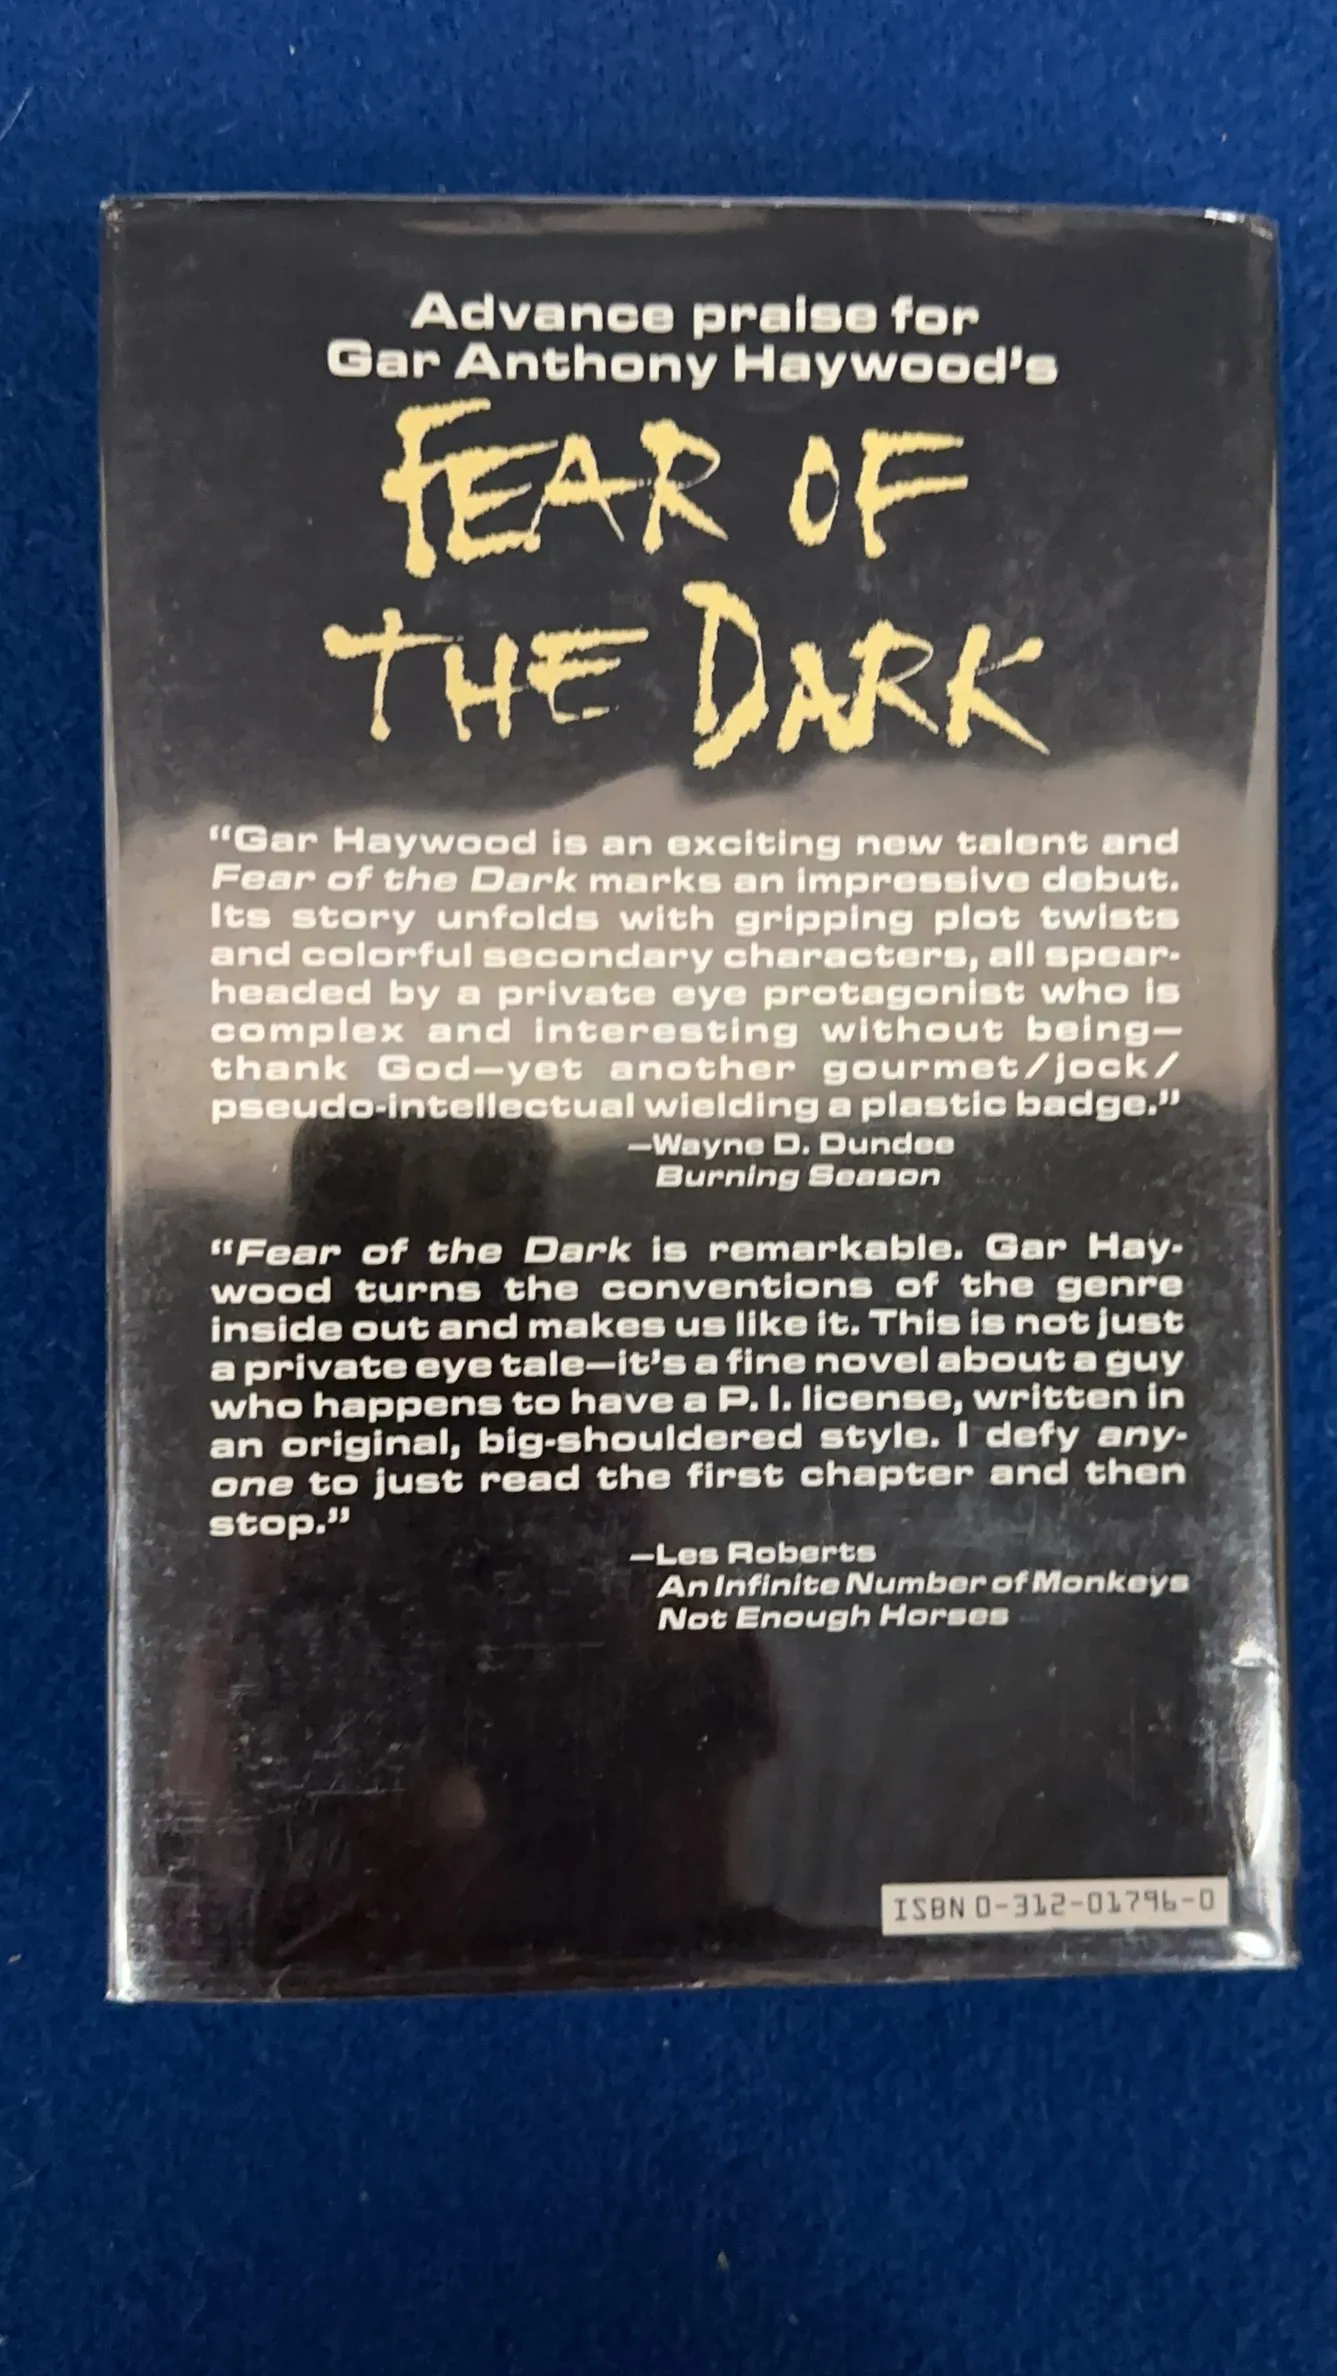 Advance praise for
Gar Anthony Haywood's
FEAR OF
THE DARK
"Gar Haywood is an exciting new talent and
Fear of the Dark marks an impressive debut.
Its story unfolds with gripping plot twists
and colorful secondary characters, all spear-
headed by a private eye protagonist who is
complex and interesting without being—
thank God—yet another gourmet/jock/
pseudo-intellectual wielding a plastic badge."
—Wayne D. Dundee
Burning Season
"Fear of the Dark is remarkable. Gar Hay-
wood turns the conventions of the genre
inside out and makes us like it. This is not just
a private eye tale—it's a fine novel about a guy
who happens to have a P. I. license, written in
an original, big-shouldered style. I defy any-
one to just read the first chapter and then
stop."
—Les Roberts
An Infinite Number of Monkeys
Not Enough Horses
ISBN 0-312-01796-0